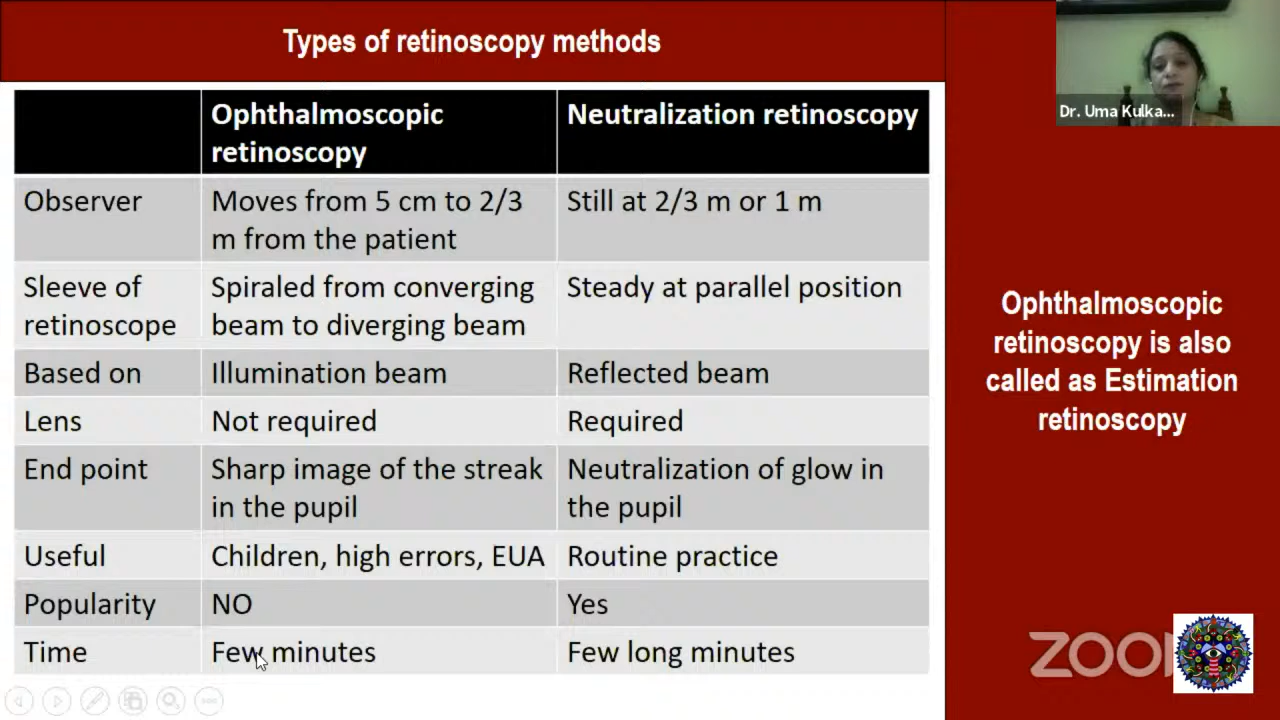 Types of retinoscopy methods
Ophthalmoscopic
retinoscopy
Neutralization retinoscopy
Observer
Moves from 5 cm to 2/3
m from the patient
Still at 2/3 m or 1 m
Sleeve of
retinoscope
Spiraled from converging
beam to diverging beam
Steady at parallel position
Based on
Illumination beam
Reflected beam
Lens
Not required
Required
End point
Sharp image of the streak
in the pupil
Neutralization of glow in
the pupil
Useful
Children, high errors, EUA
Routine practice
Popularity
NO
Yes
Time
Few minutes
Few long minutes
Dr. Uma Kulka...
Ophthalmoscopic
retinoscopy is also
called as Estimation
retinoscopy